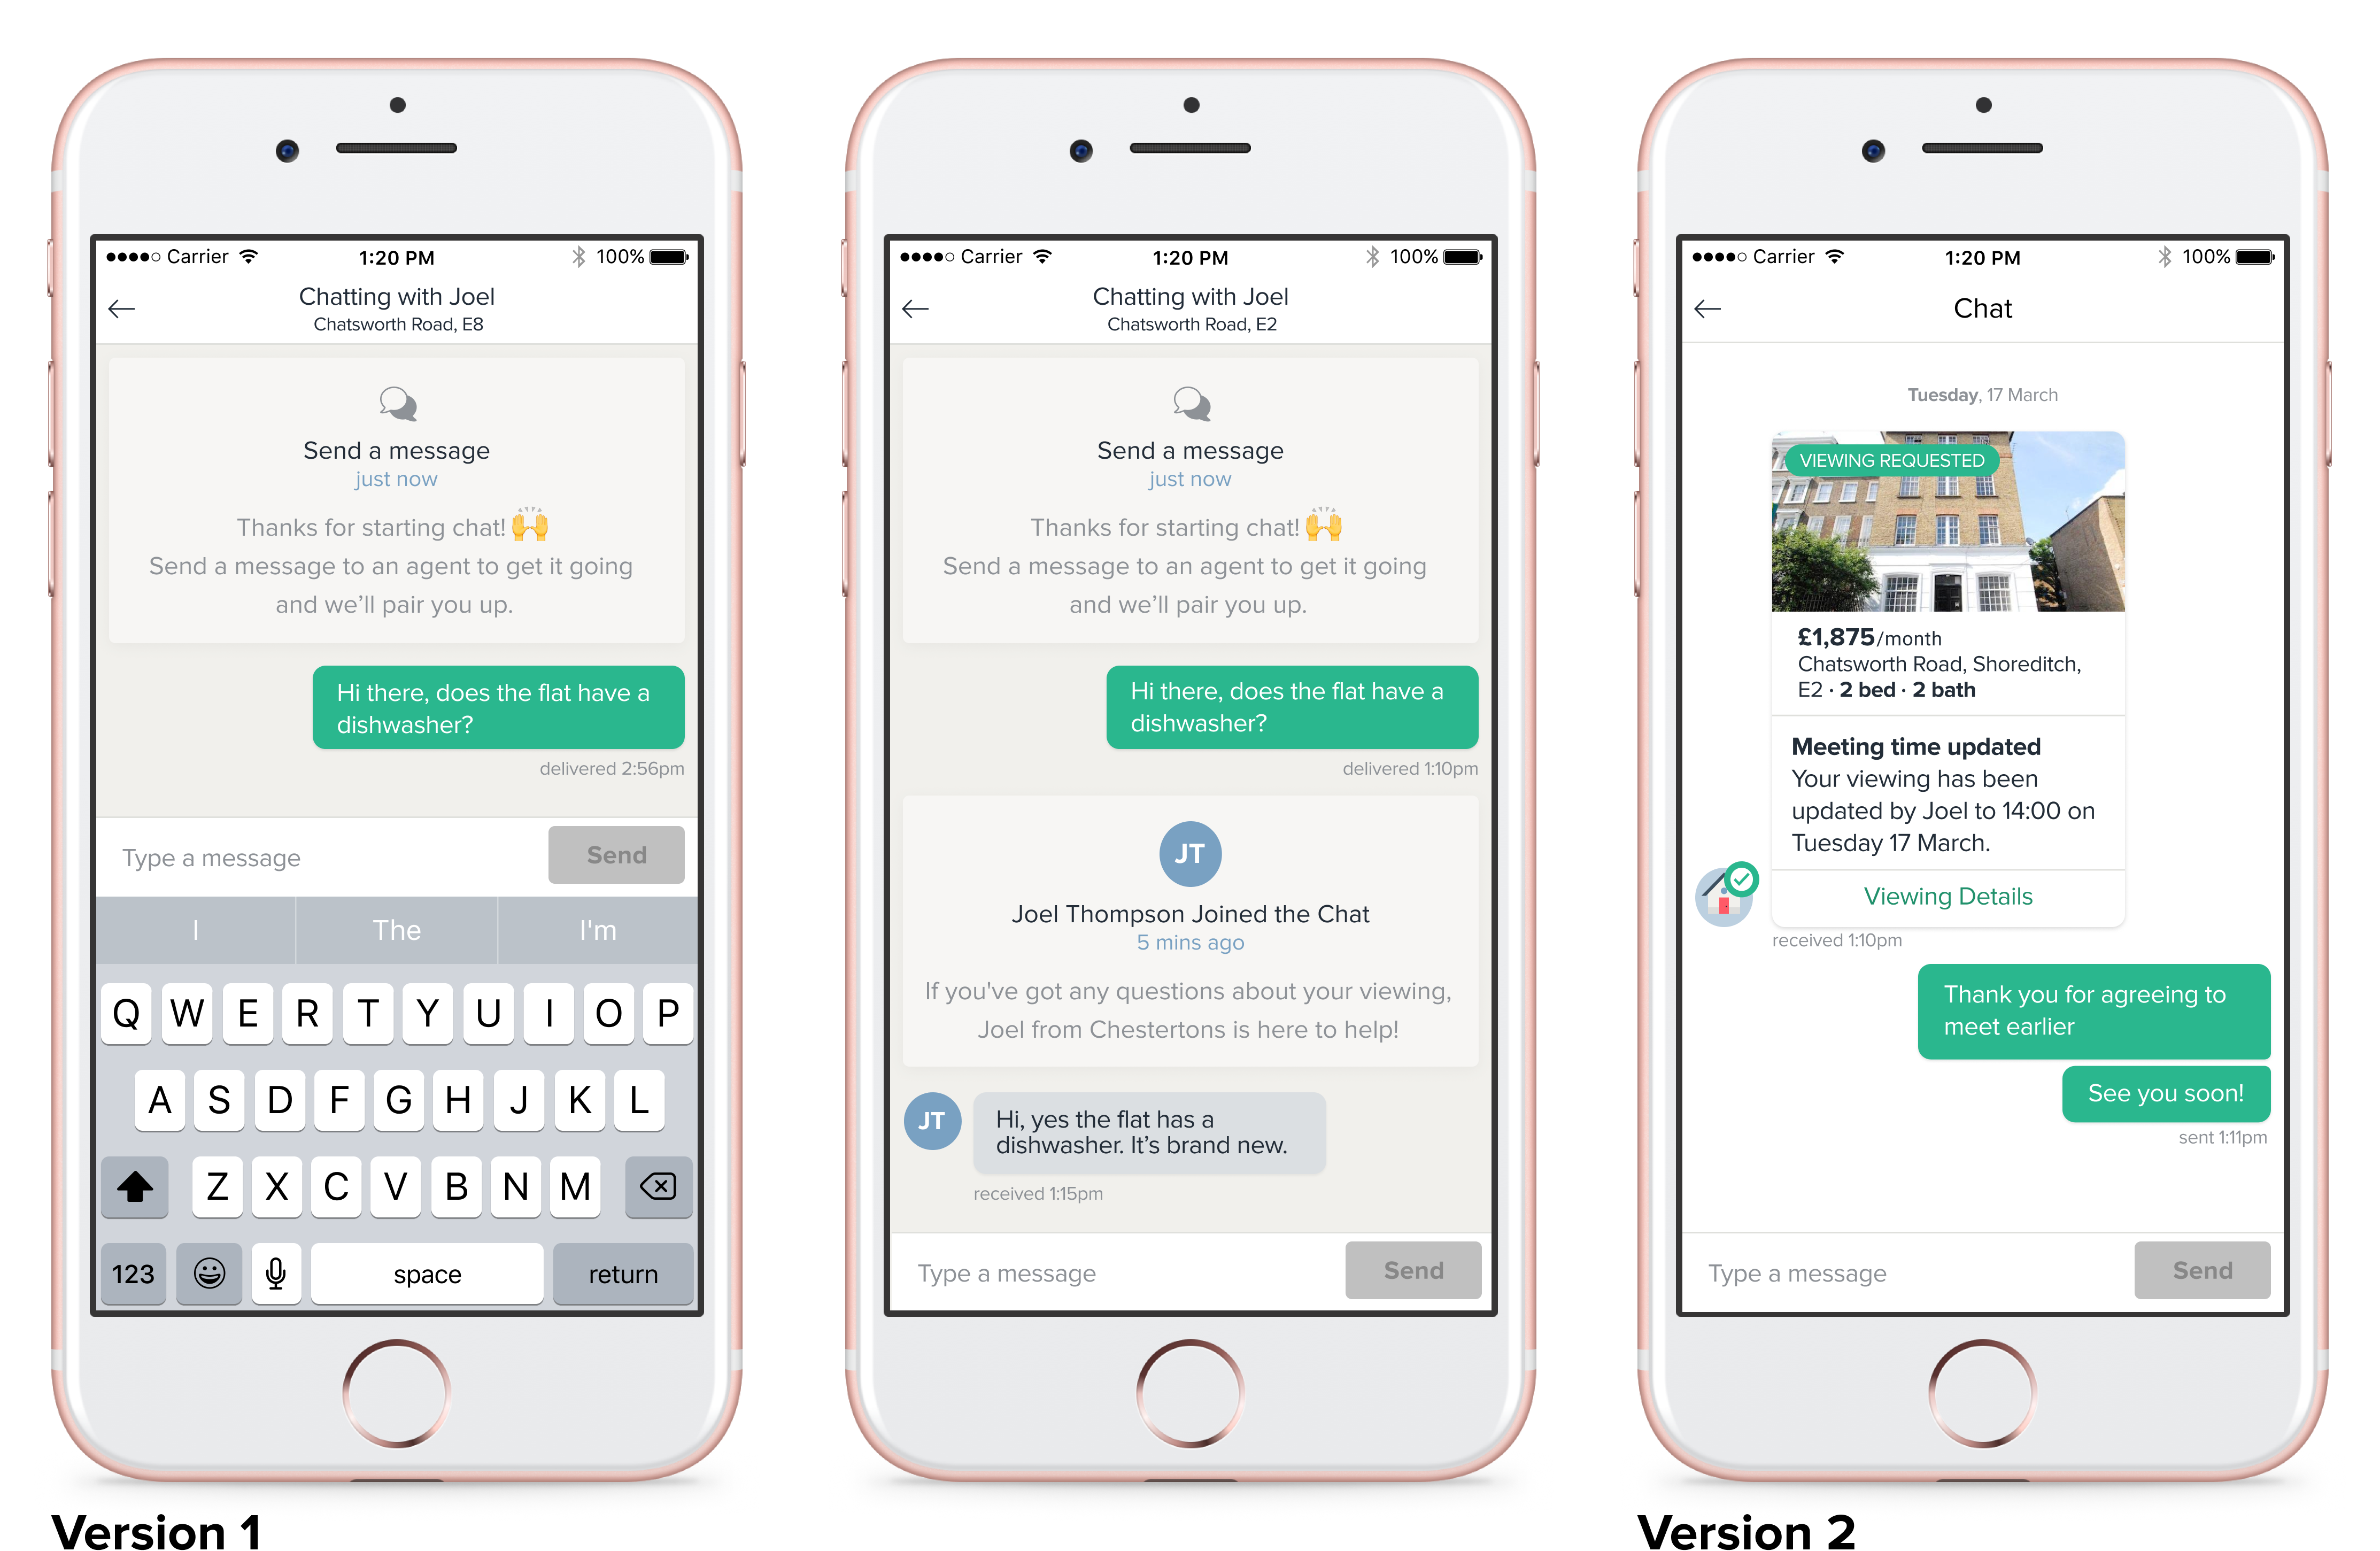 Carrier 1:20 PM 100%
Chatting with Joel
Chatsworth Road, E8
Send a message
just now
Thanks for starting chat! 🙌
Send a message to an agent to get it going
and we’ll pair you up.
Hi there, does the flat have a
dishwasher?
delivered 2:56pm
Type a message Send
I The I'm
Q W E R T Y U I O P
A S D F G H J K L
Z X C V B N M
123 space return
Version 1
Carrier 1:20 PM 100%
Chatting with Joel
Chatsworth Road, E2
Send a message
just now
Thanks for starting chat! 🙌
Send a message to an agent to get it going
and we’ll pair you up.
Hi there, does the flat have a
dishwasher?
delivered 1:10pm
JT
Joel Thompson Joined the Chat
5 mins ago
If you've got any questions about your viewing,
Joel from Chestertons is here to help!
JT
Hi, yes the flat has a
dishwasher. It’s brand new.
received 1:15pm
Type a message Send
Carrier 1:20 PM 100%
Chat
Tuesday, 17 March
VIEWING REQUESTED
£1,875/month
Chatsworth Road, Shoreditch,
E2 · 2 bed · 2 bath
Meeting time updated
Your viewing has been
updated by Joel to 14:00 on
Tuesday 17 March.
Viewing Details
received 1:10pm
Thank you for agreeing to
meet earlier
See you soon!
sent 1:11pm
Type a message Send
Version 2